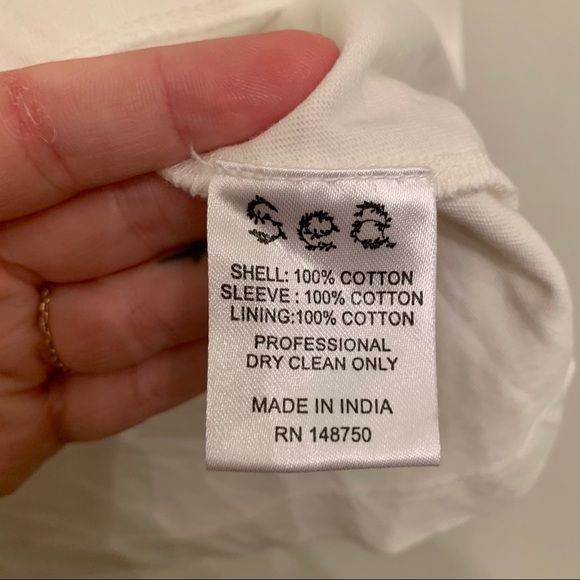 Sea
SHELL: 100% COTTON
SLEEVE : 100% COTTON
LINING:100% COTTON
PROFESSIONAL
DRY CLEAN ONLY
MADE IN INDIA
RN 148750